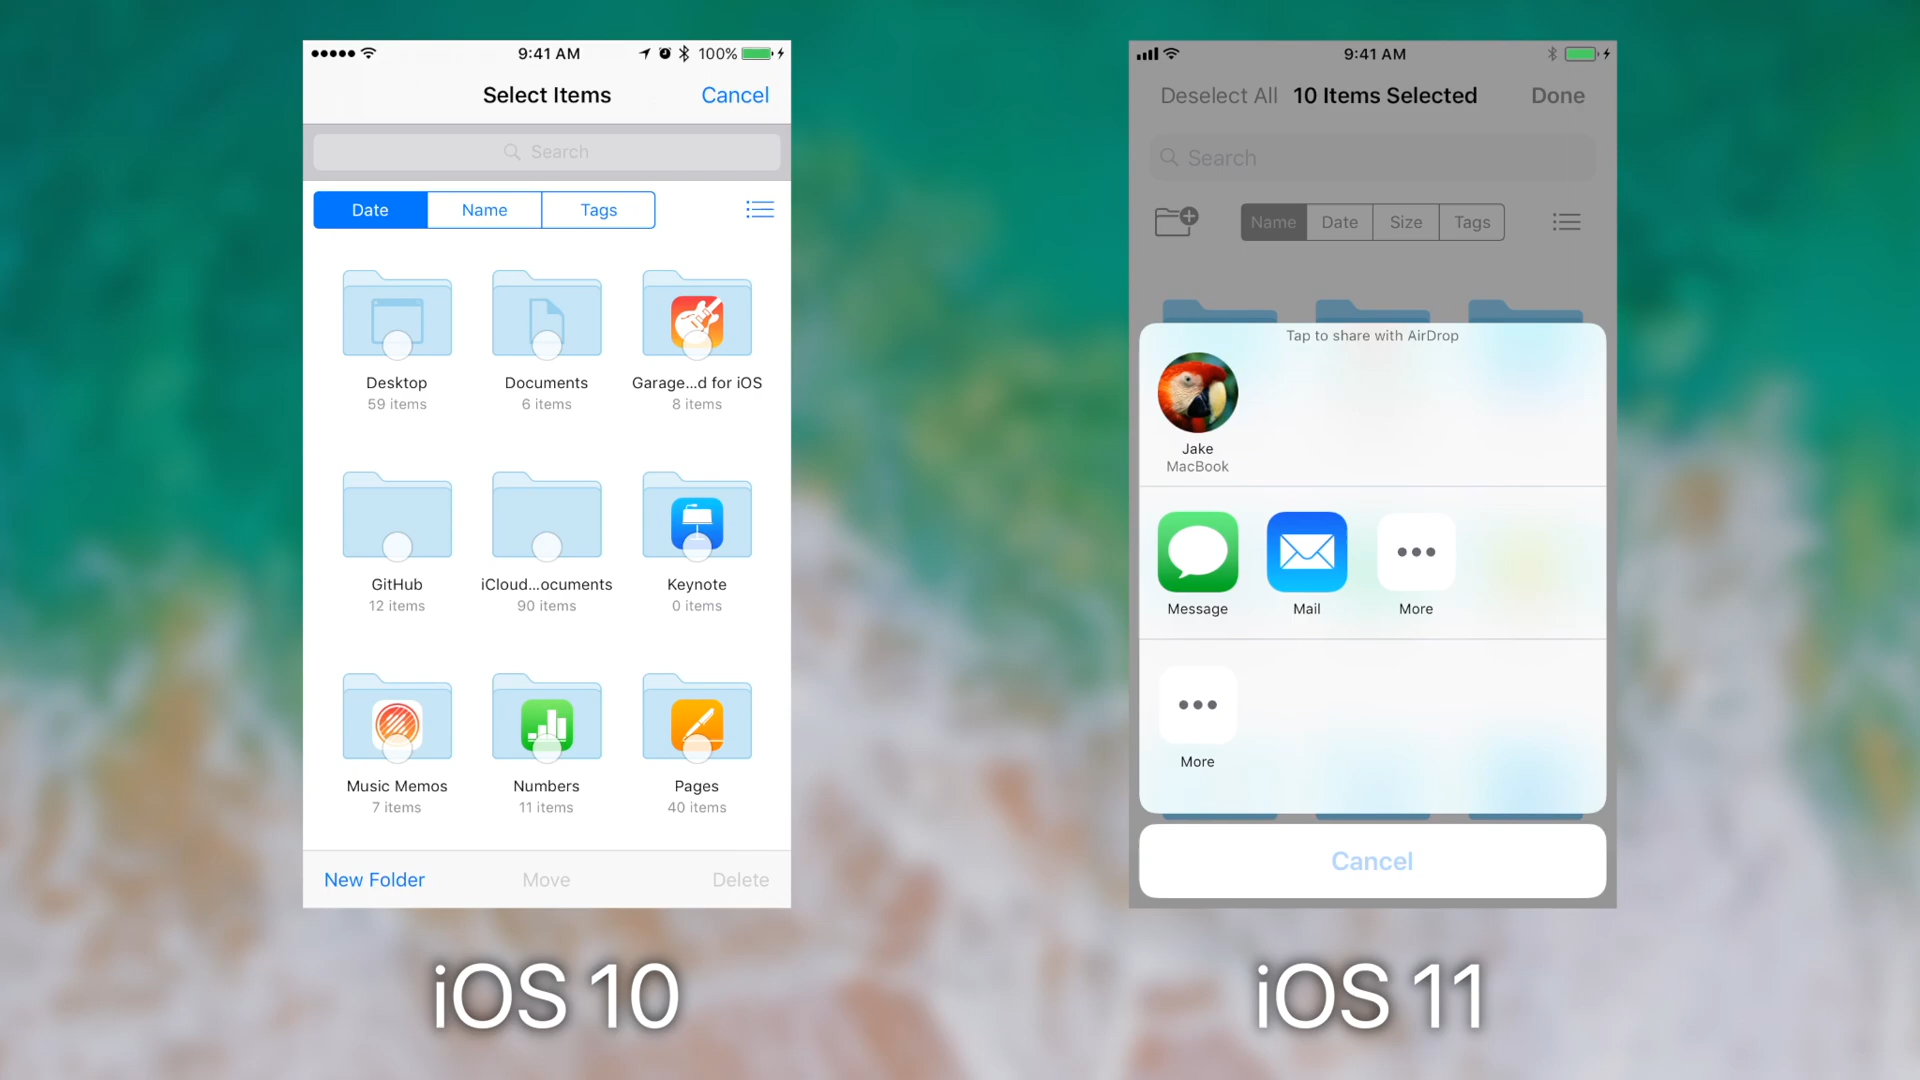 9:41 AM
100%
Select Items
Cancel
Search
Date
Name
Tags
Desktop
59 items
Documents
6 items
Garage...d for iOS
8 items
GitHub
12 items
iCloud...ocuments
90 items
Keynote
0 items
Music Memos
7 items
Numbers
11 items
Pages
40 items
New Folder
Move
Delete
iOS 10
9:41 AM
Deselect All
10 Items Selected
Done
Search
Name
Date
Size
Tags
Tap to share with AirDrop
Jake
MacBook
Message
Mail
More
More
Cancel
iOS 11